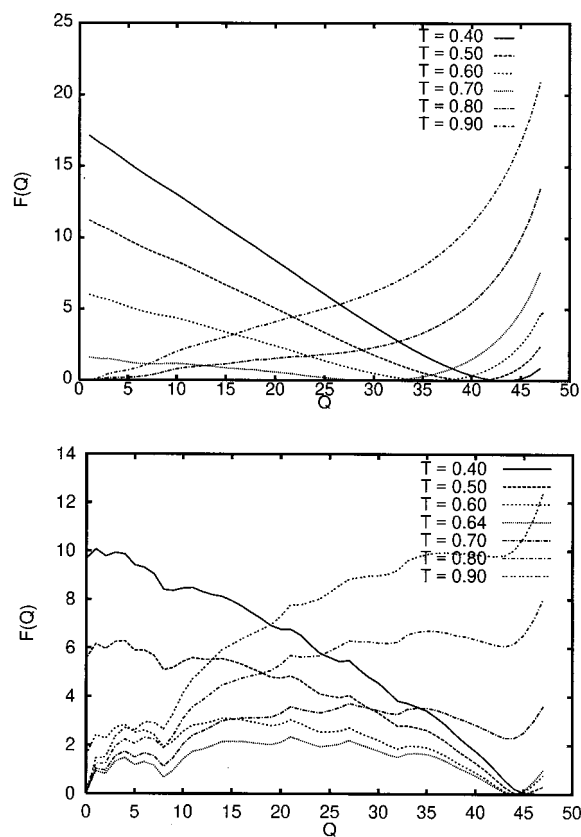 25
20
15
10
5
0
F(Q)
T = 0.40
T = 0.50
T = 0.60
T = 0.70
T = 0.80
T = 0.90
0 5 10 15 20 25 30 35 40 45 50
Q
14
12
10
8
6
4
2
0
F(Q)
T = 0.40
T = 0.50
T = 0.60
T = 0.64
T = 0.70
T = 0.80
T = 0.90
0 5 10 15 20 25 30 35 40 45 50
Q